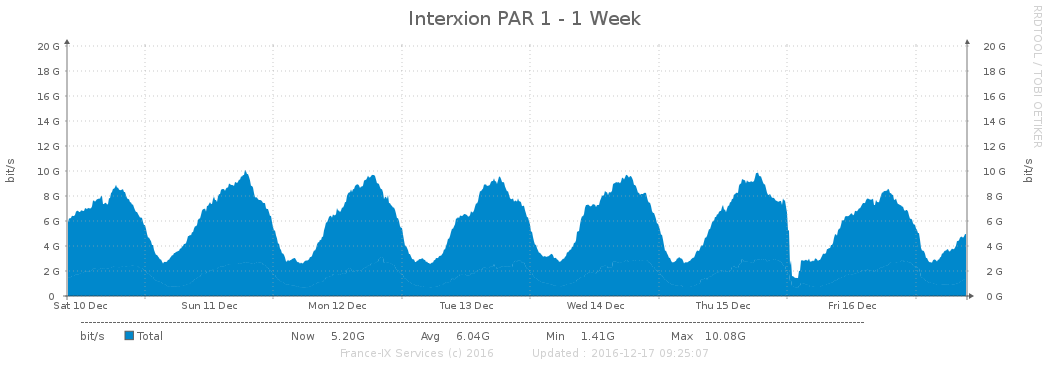 Interxion PAR 1 - 1 Week
RRDTOOL / TOBI OETIKER
bit/s
bit/s
20 G 20 G
18 G 18 G
16 G 16 G
14 G 14 G
12 G 12 G
10 G 10 G
8 G 8 G
6 G 6 G
4 G 4 G
2 G 2 G
0 0 G
Sat 10 Dec Sun 11 Dec Mon 12 Dec Tue 13 Dec Wed 14 Dec Thu 15 Dec Fri 16 Dec
bit/s Total Now 5.20G Avg 6.04G Min 1.41G Max 10.08G
France-IX Services (c) 2016 Updated : 2016-12-17 09:25:07